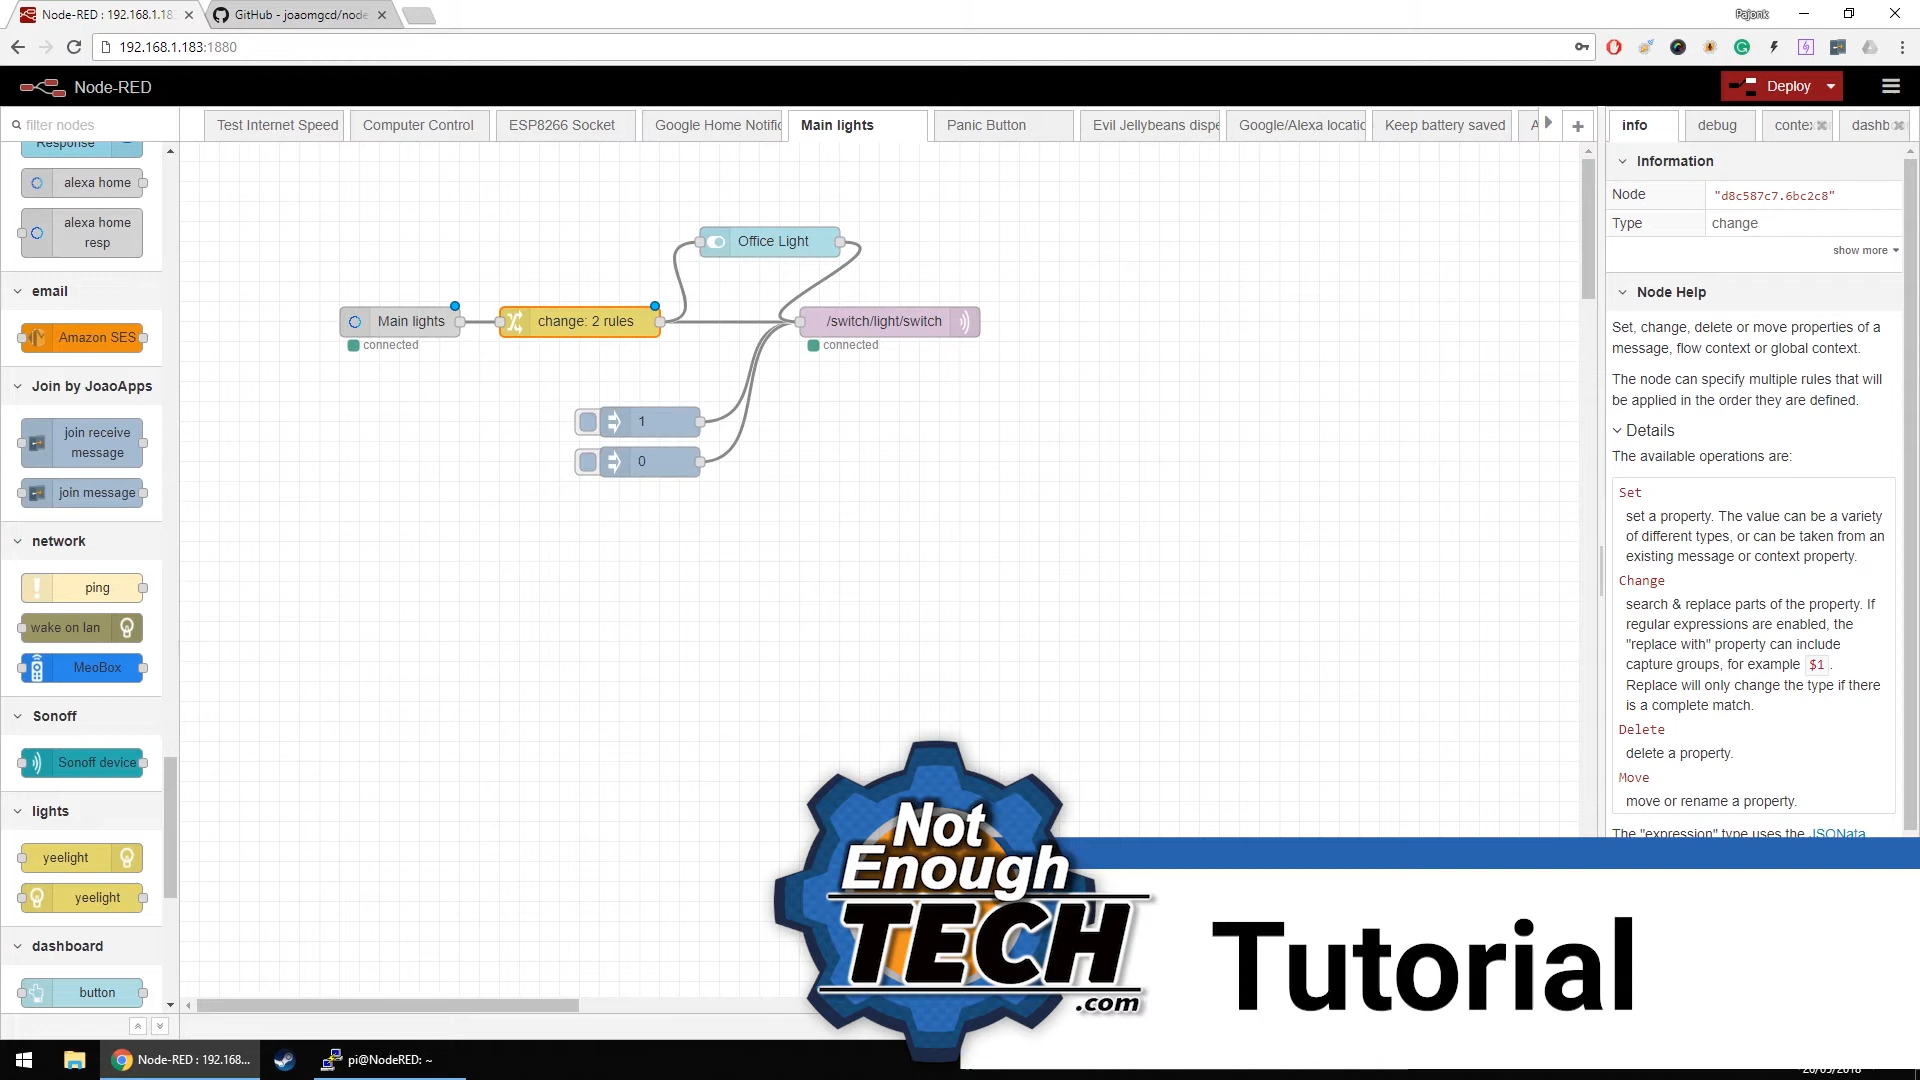 Node-RED : 192.168.1.18
GitHub - joaomgcd/node
Pajonk
192.168.1.183:1880
Node-RED
Deploy
filter nodes
Test Internet Speed
Computer Control
ESP8266 Socket
Google Home Notific
Main lights
Panic Button
Evil Jellybeans dispe
Google/Alexa locatic
Keep battery saved
A
info
debug
conte
dashb
Response
alexa home
alexa home
resp
email
Amazon SES
Join by JoaoApps
join receive
message
join message
network
ping
wake on lan
MeoBox
Sonoff
Sonoff device
lights
yeelight
yeelight
dashboard
button
Office Light
Main lights
connected
change: 2 rules
/switch/light/switch
connected
1
0
Information
Node
"d8c587c7.6bc2c8"
Type
change
show more
Node Help
Set, change, delete or move properties of a
message, flow context or global context.
The node can specify multiple rules that will
be applied in the order they are defined.
Details
The available operations are:
Set
set a property. The value can be a variety
of different types, or can be taken from an
existing message or context property.
Change
search & replace parts of the property. If
regular expressions are enabled, the
"replace with" property can include
capture groups, for example $1.
Replace will only change the type if there
is a complete match.
Delete
delete a property.
Move
move or rename a property.
The "expression" type uses the JSONata
Not
Enough
TECH
.com
Tutorial
Node-RED : 192.168...
pi@NodeRED: ~